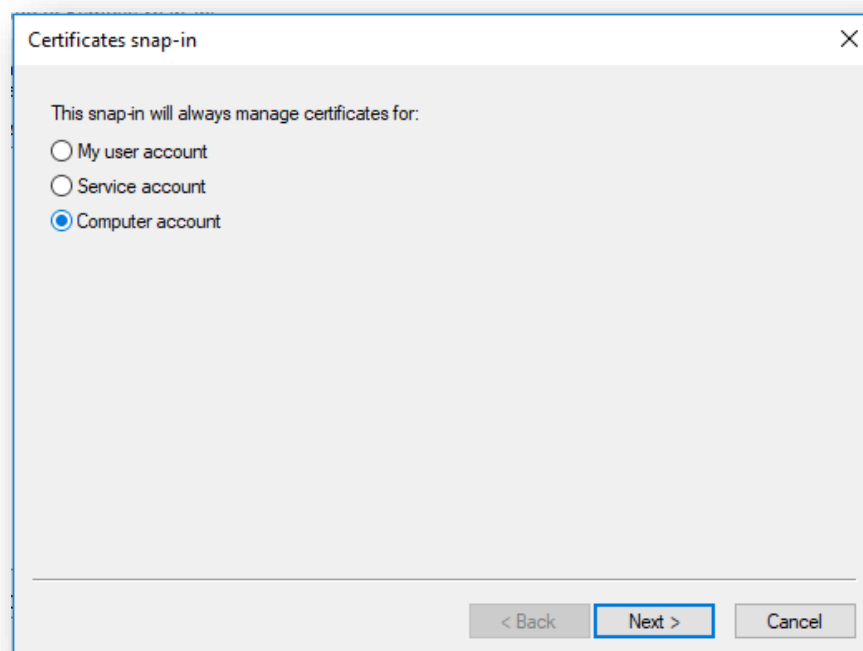 Certificates snap-in
This snap-in will always manage certificates for:
My user account
Service account
Computer account
< Back
Next >
Cancel